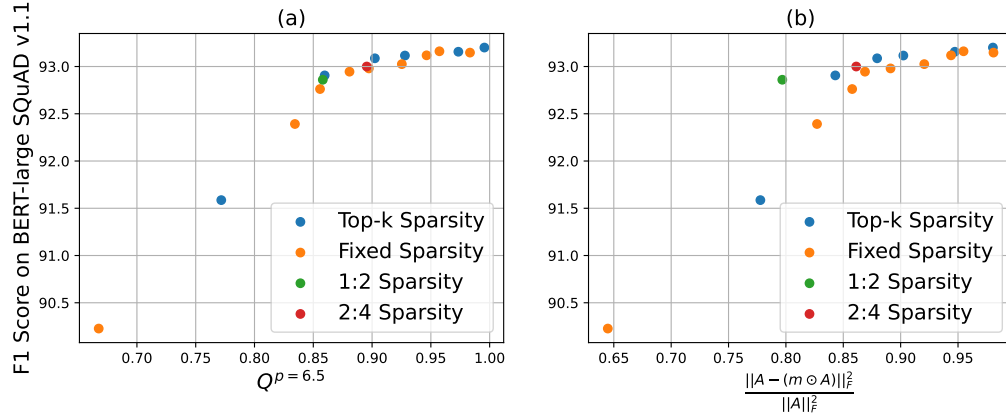 (a)
(b)
F1 Score on BERT-large SQuAD v1.1
93.0
92.5
92.0
91.5
91.0
90.5
0.70 0.75 0.80 0.85 0.90 0.95 1.00
Q^{p=6.5}
Top-k Sparsity
Fixed Sparsity
1:2 Sparsity
2:4 Sparsity
93.0
92.5
92.0
91.5
91.0
90.5
0.65 0.70 0.75 0.80 0.85 0.90 0.95
||A − (m ⊙ A)||²_F
||A||²_F
Top-k Sparsity
Fixed Sparsity
1:2 Sparsity
2:4 Sparsity